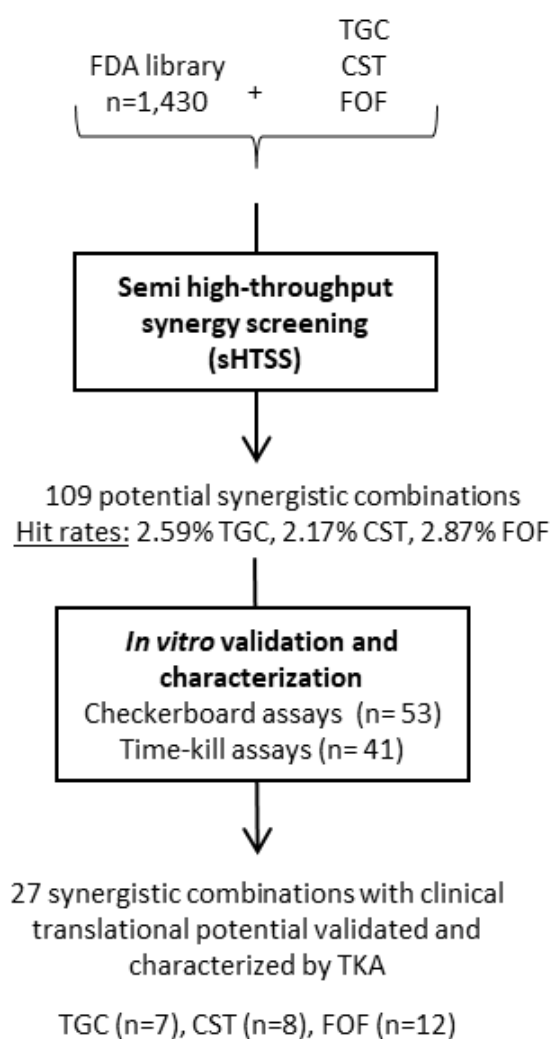 FDA library
n=1,430
+
TGC
CST
FOF
Semi high-throughput
synergy screening
(sHTSS)
109 potential synergistic combinations
Hit rates: 2.59% TGC, 2.17% CST, 2.87% FOF
In vitro validation and
characterization
Checkerboard assays (n= 53)
Time-kill assays (n= 41)
27 synergistic combinations with clinical
translational potential validated and
characterized by TKA
TGC (n=7), CST (n=8), FOF (n=12)